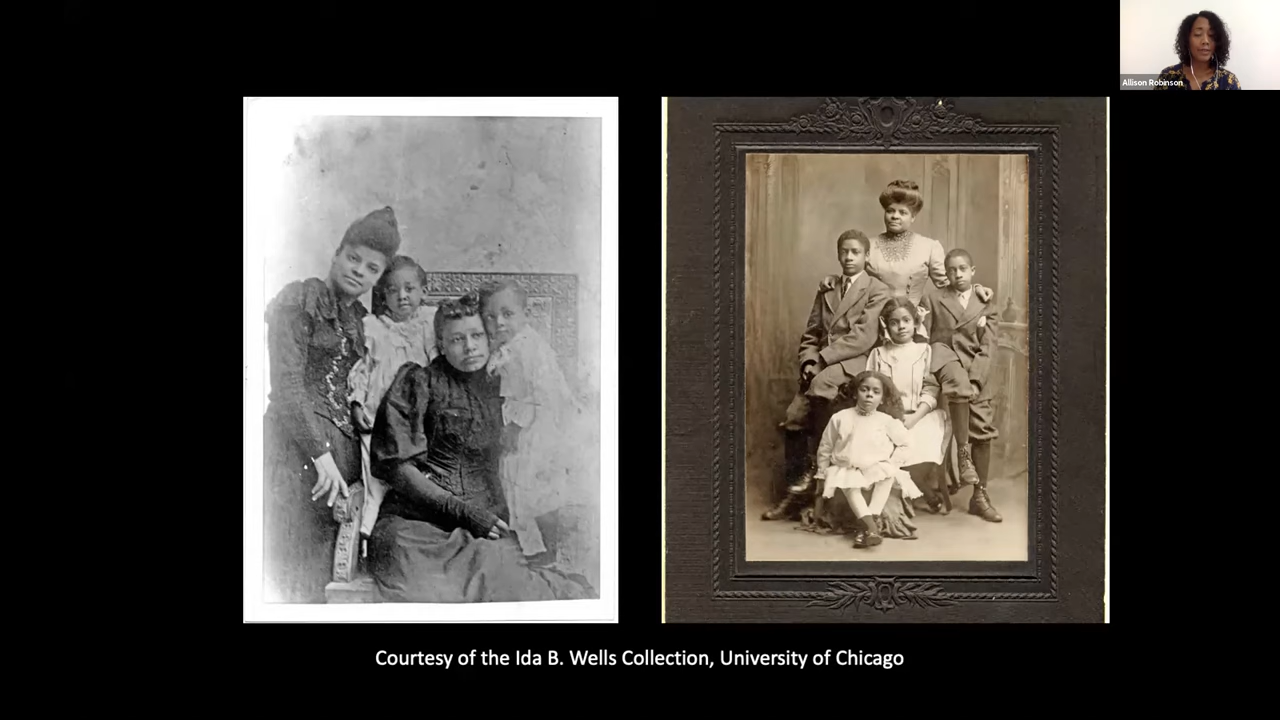 Allison Robinson
Courtesy of the Ida B. Wells Collection, University of Chicago